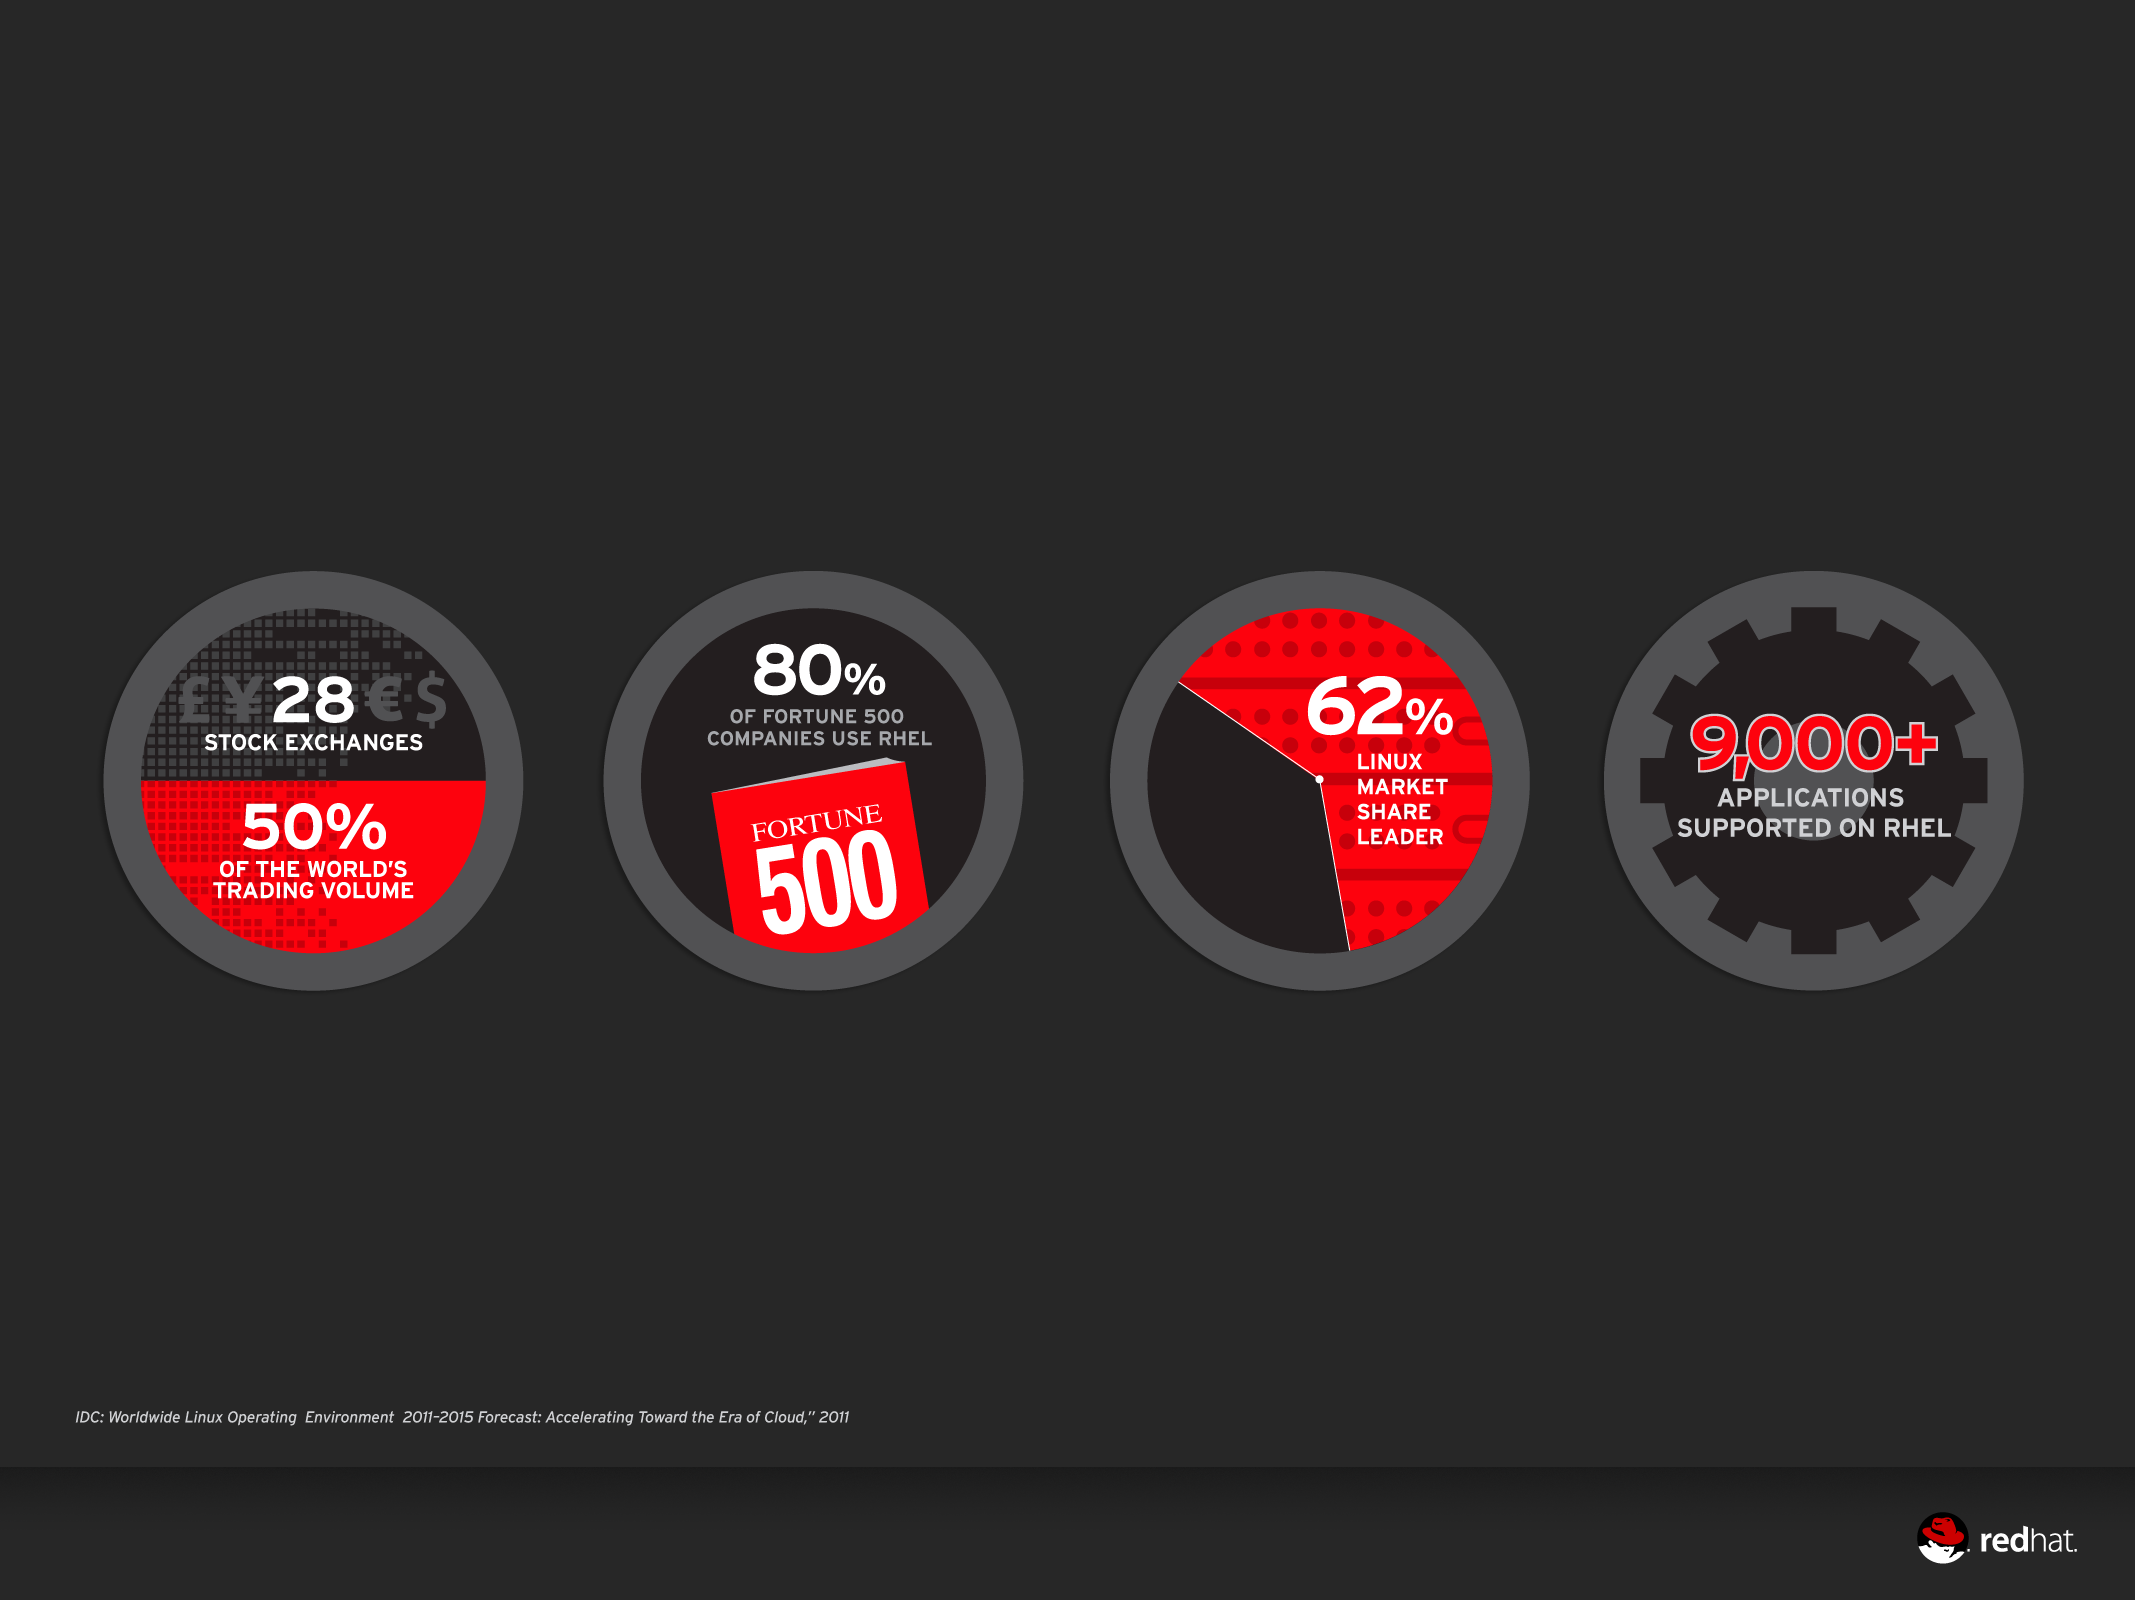 £ ¥ 28 € $
STOCK EXCHANGES
50%
OF THE WORLD'S
TRADING VOLUME
80%
OF FORTUNE 500
COMPANIES USE RHEL
FORTUNE
500
62%
LINUX
MARKET
SHARE
LEADER
9,000+
APPLICATIONS
SUPPORTED ON RHEL
IDC: Worldwide Linux Operating Environment 2011-2015 Forecast: Accelerating Toward the Era of Cloud,” 2011
redhat.